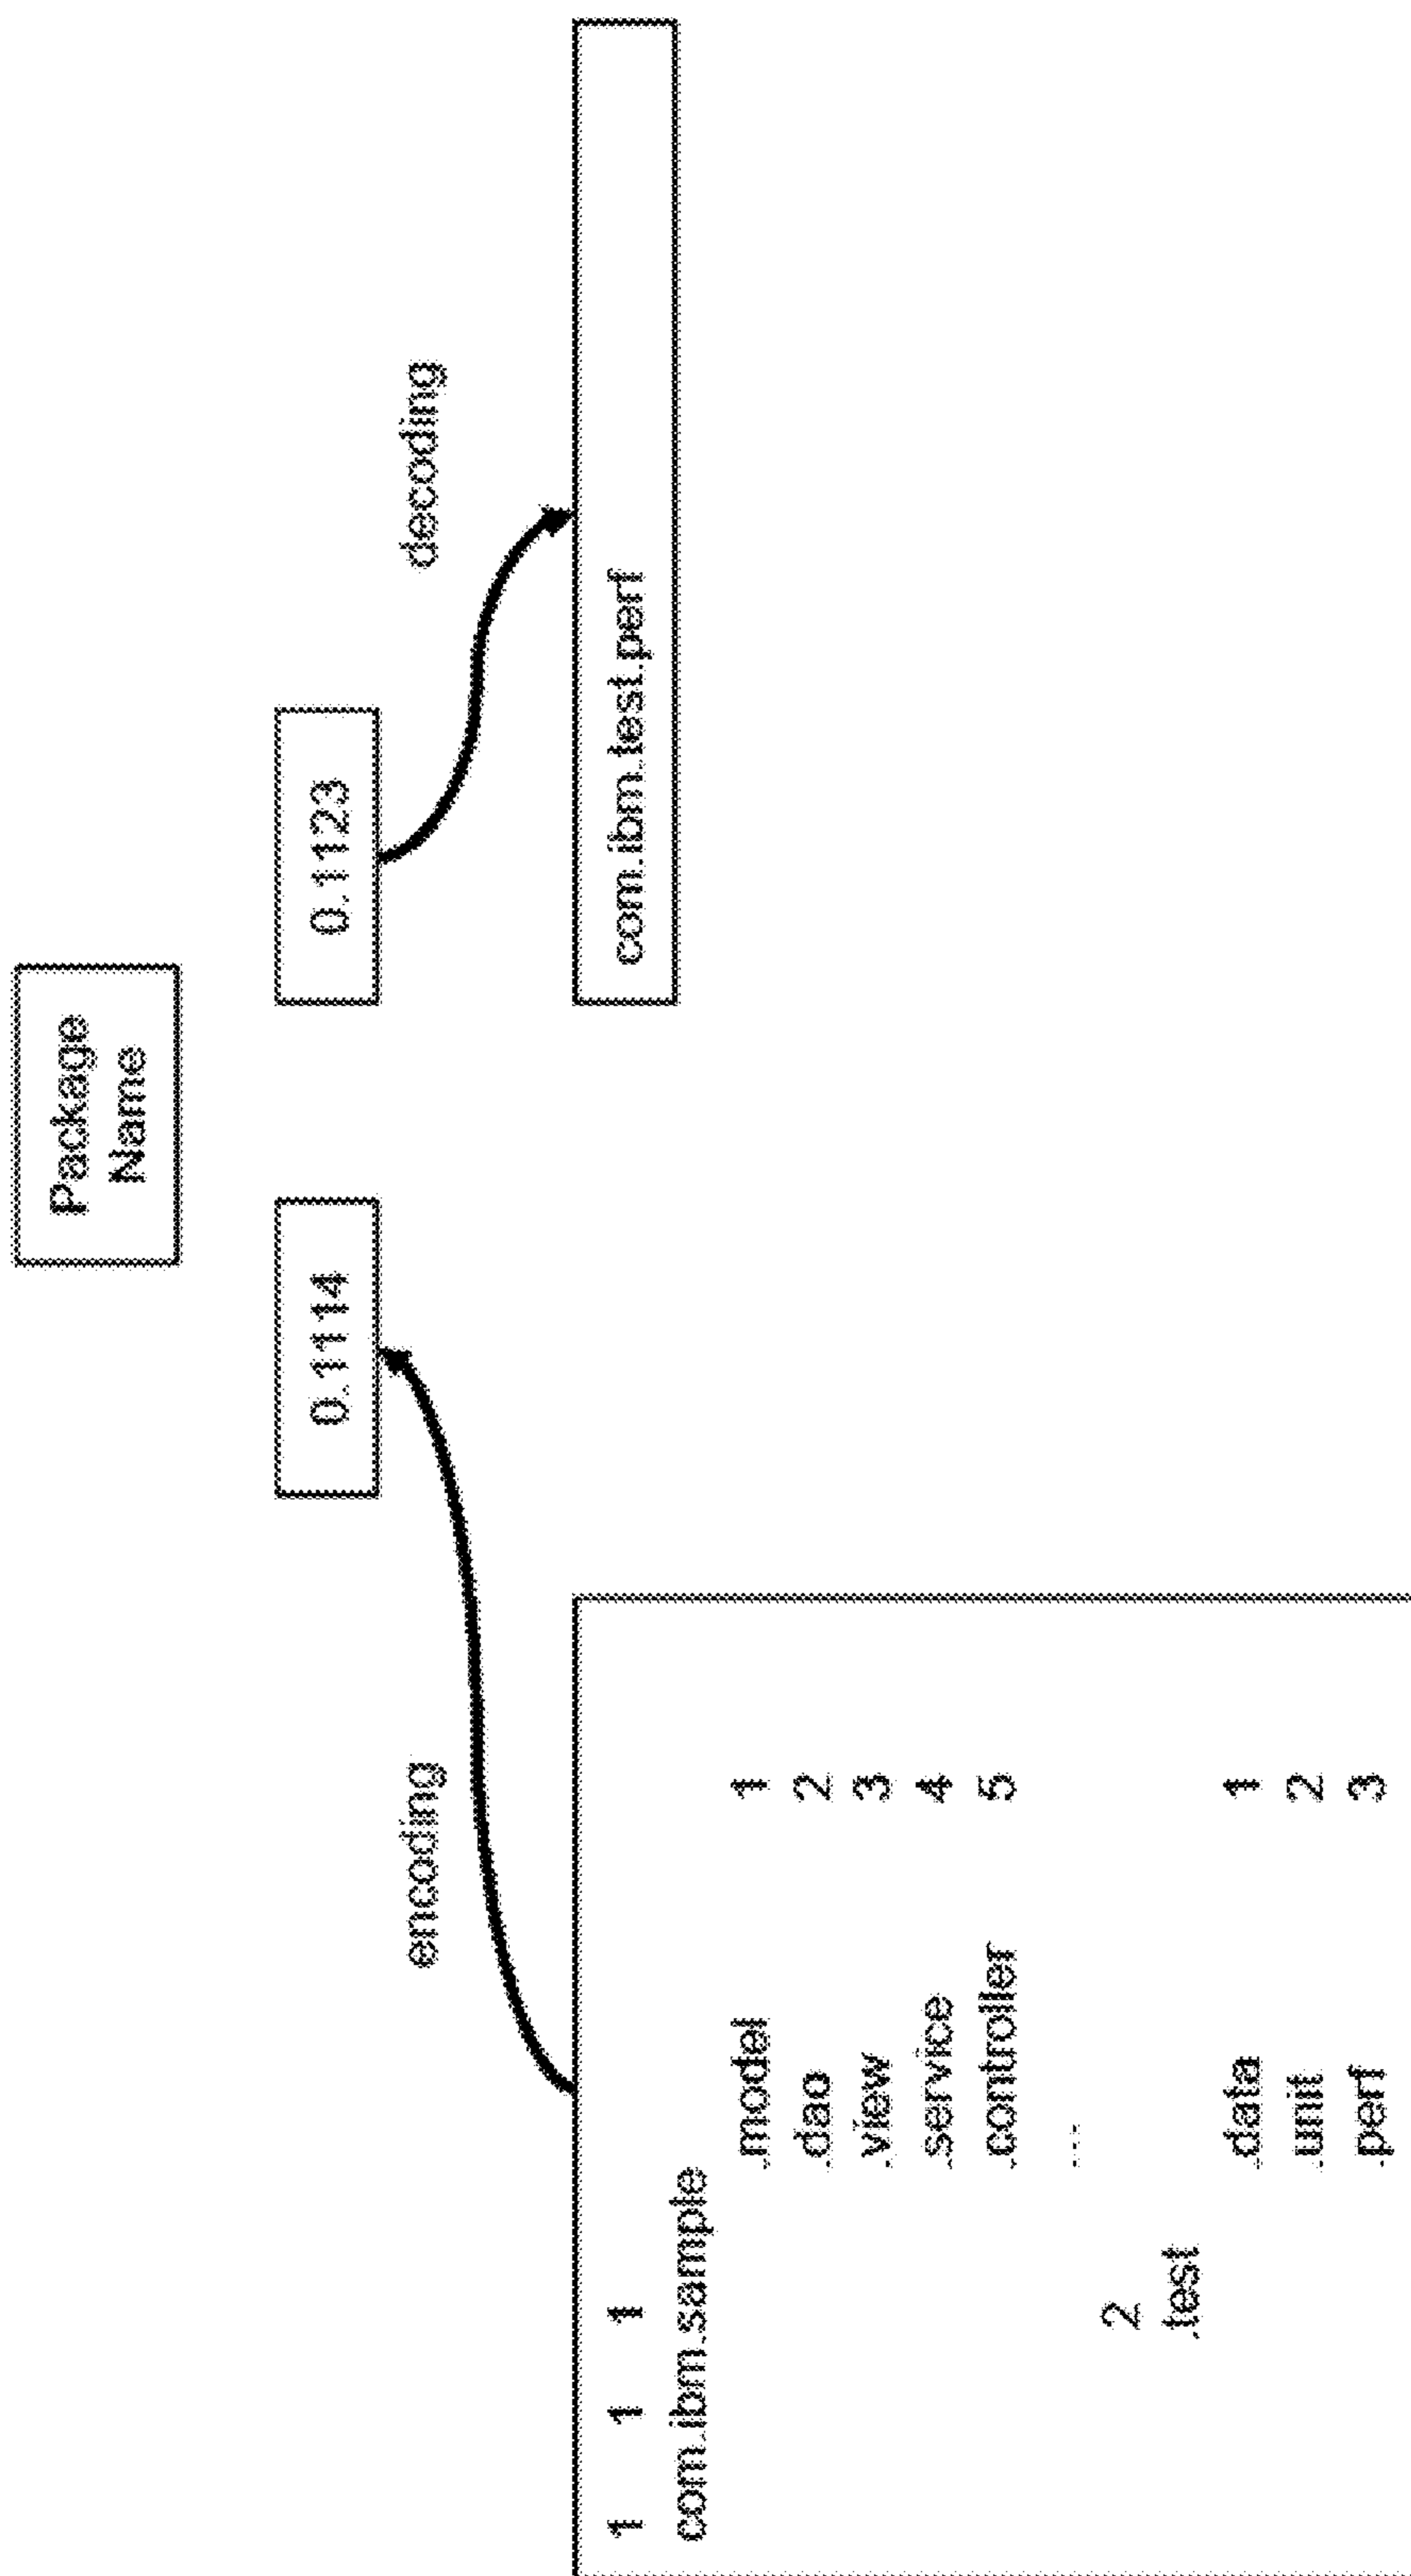 Package
Name
0.1114
0.1123
encoding
decoding
1 1 1
com.ibm.sample
.model 1
.dao 2
.view 3
.service 4
.controller 5
...
2
.test
.data 1
.unit 2
.perf 3
com.ibm.test.perf